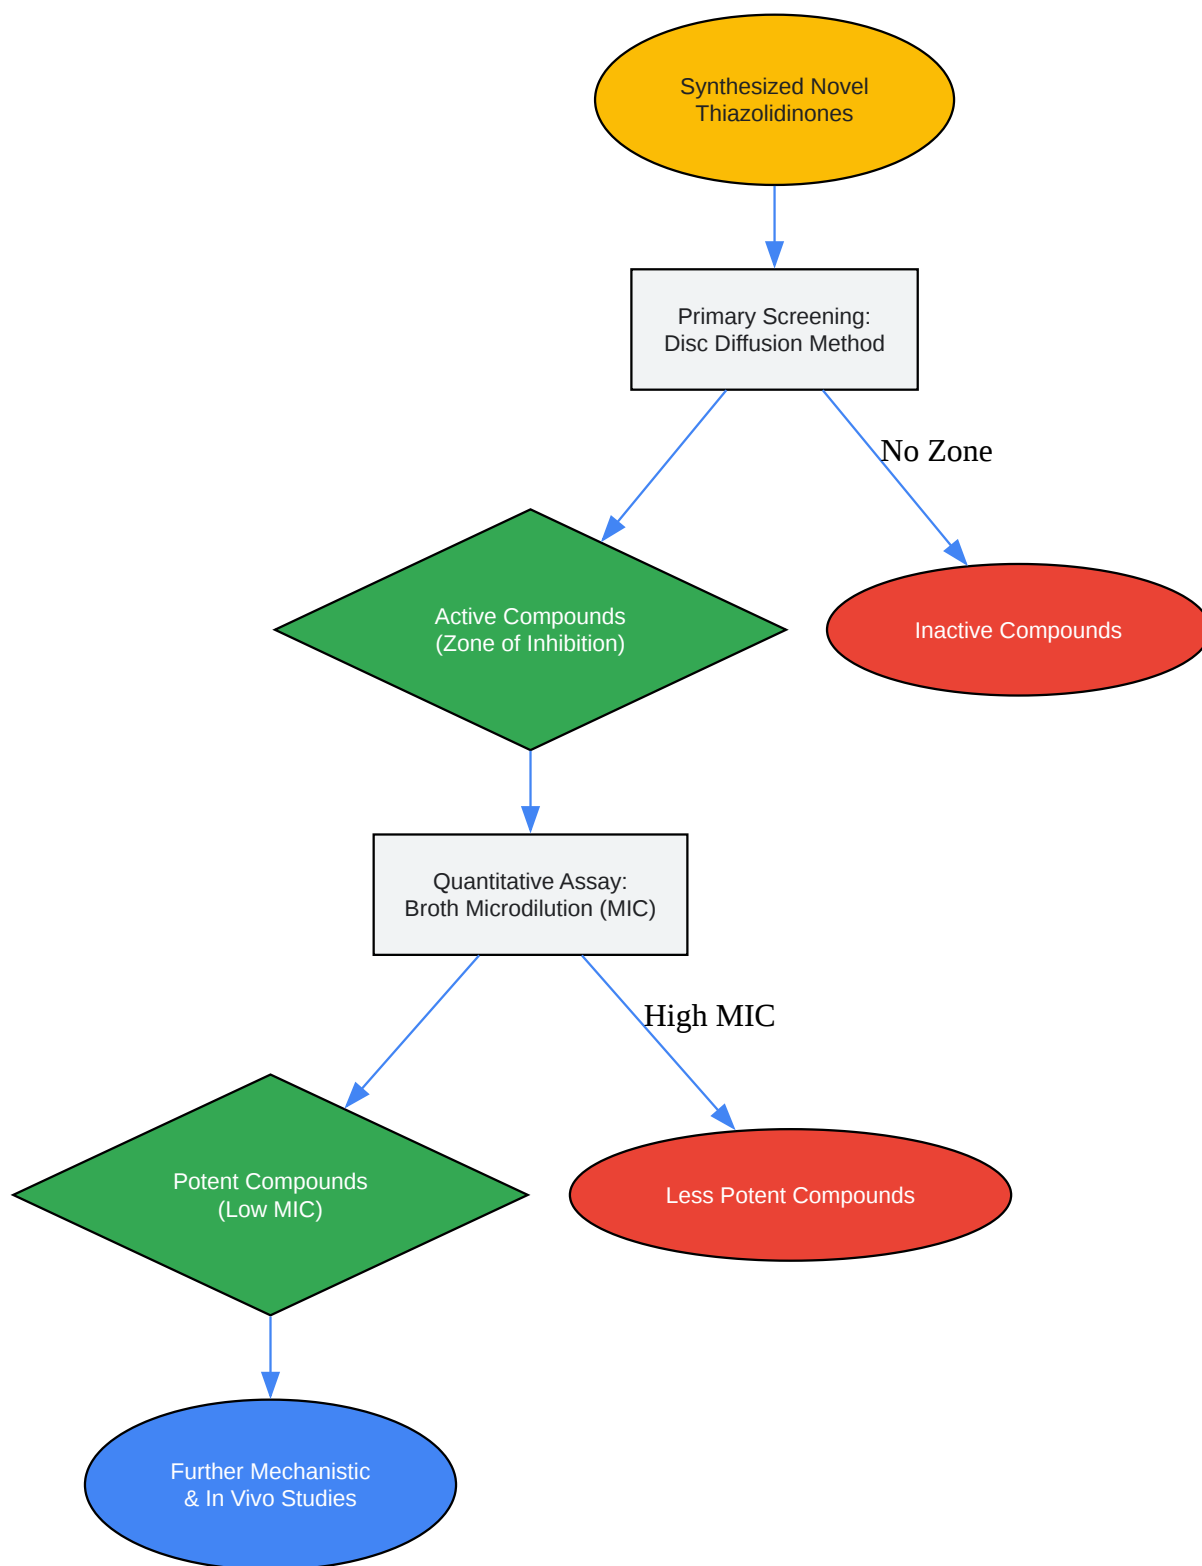 Synthesized Novel
Thiazolidinones
Primary Screening:
Disc Diffusion Method
No Zone
Active Compounds
(Zone of Inhibition)
Inactive Compounds
Quantitative Assay:
Broth Microdilution (MIC)
High MIC
Potent Compounds
(Low MIC)
Less Potent Compounds
Further Mechanistic
& In Vivo Studies